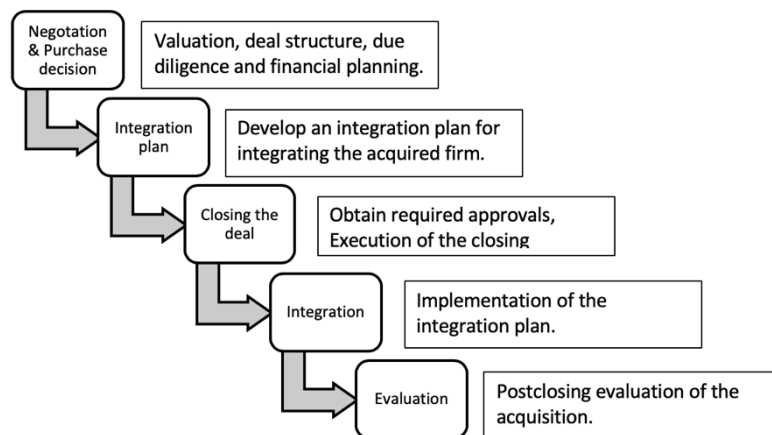 Negotation
& Purchase
decision
Valuation, deal structure, due
diligence and financial planning.
Integration
plan
Develop an integration plan for
integrating the acquired firm.
Closing the
deal
Obtain required approvals,
Execution of the closing
Integration
Implementation of the
integration plan.
Evaluation
Postclosing evaluation of the
acquisition.